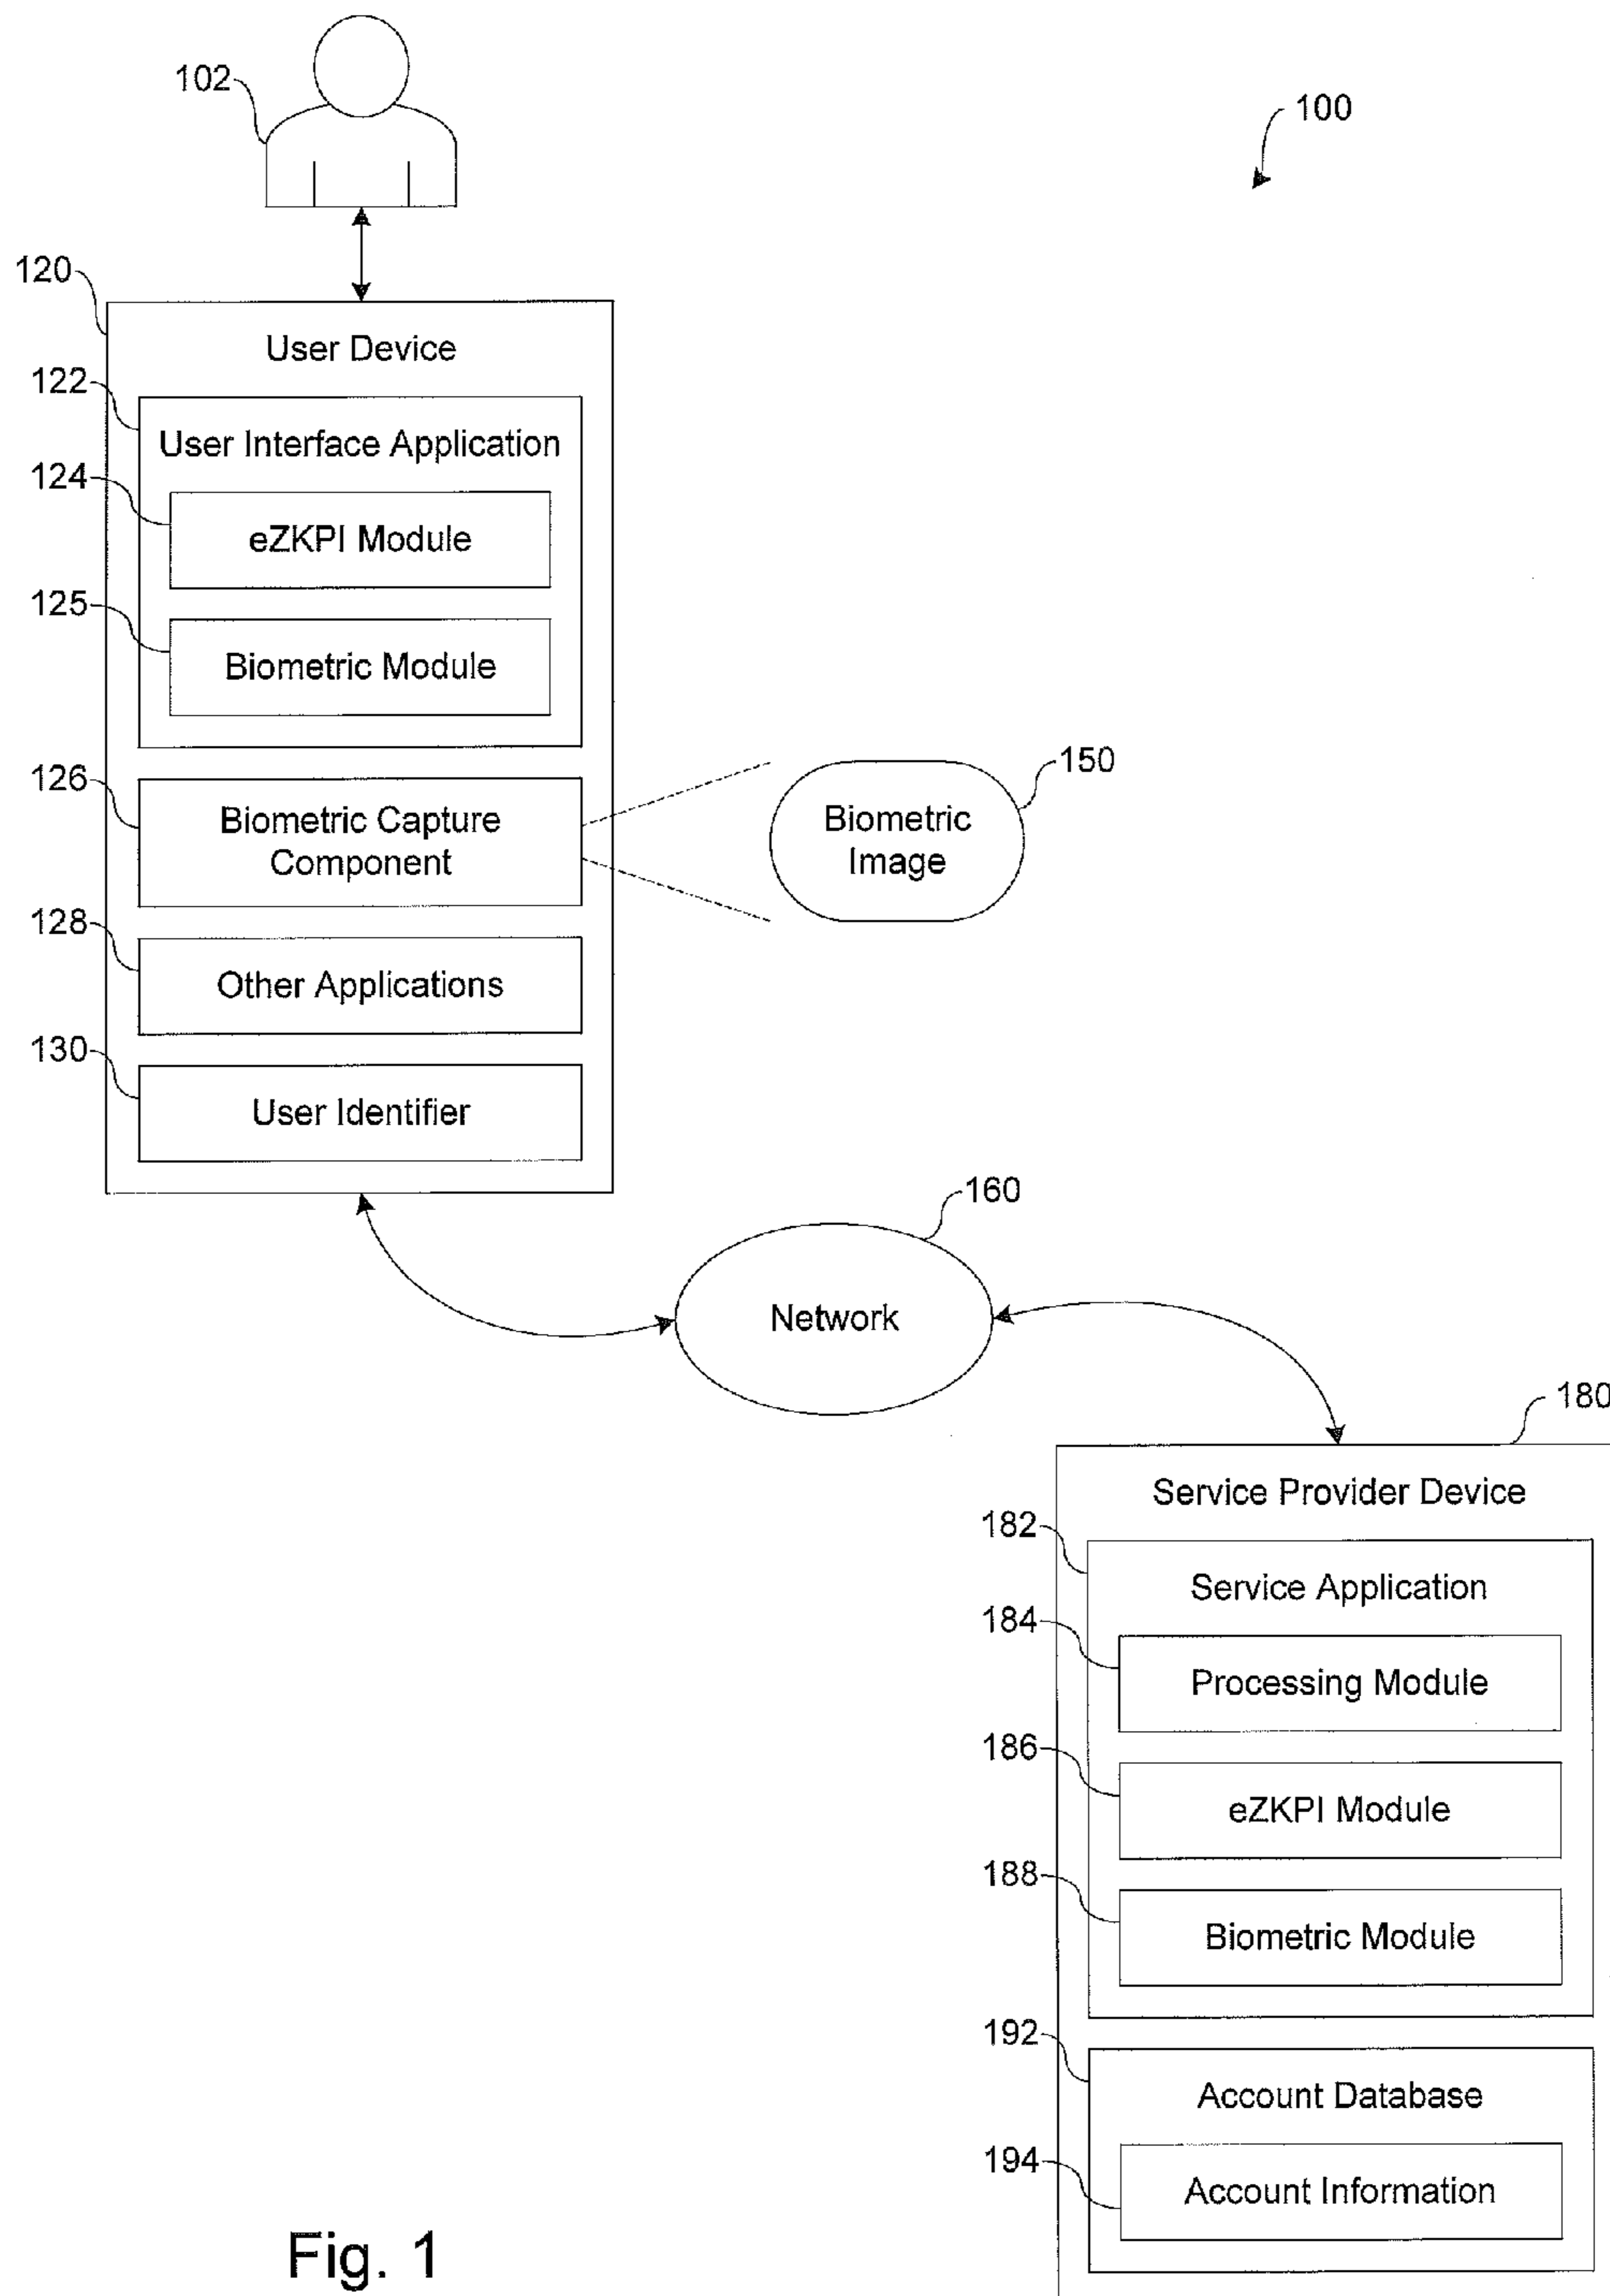 102
100
120
User Device
122
User Interface Application
124
eZKPI Module
125
Biometric Module
126
Biometric Capture
Component
150
Biometric
Image
128
Other Applications
130
User Identifier
160
Network
180
Service Provider Device
182
Service Application
184
Processing Module
186
eZKPI Module
188
Biometric Module
192
Account Database
194
Account Information
Fig. 1